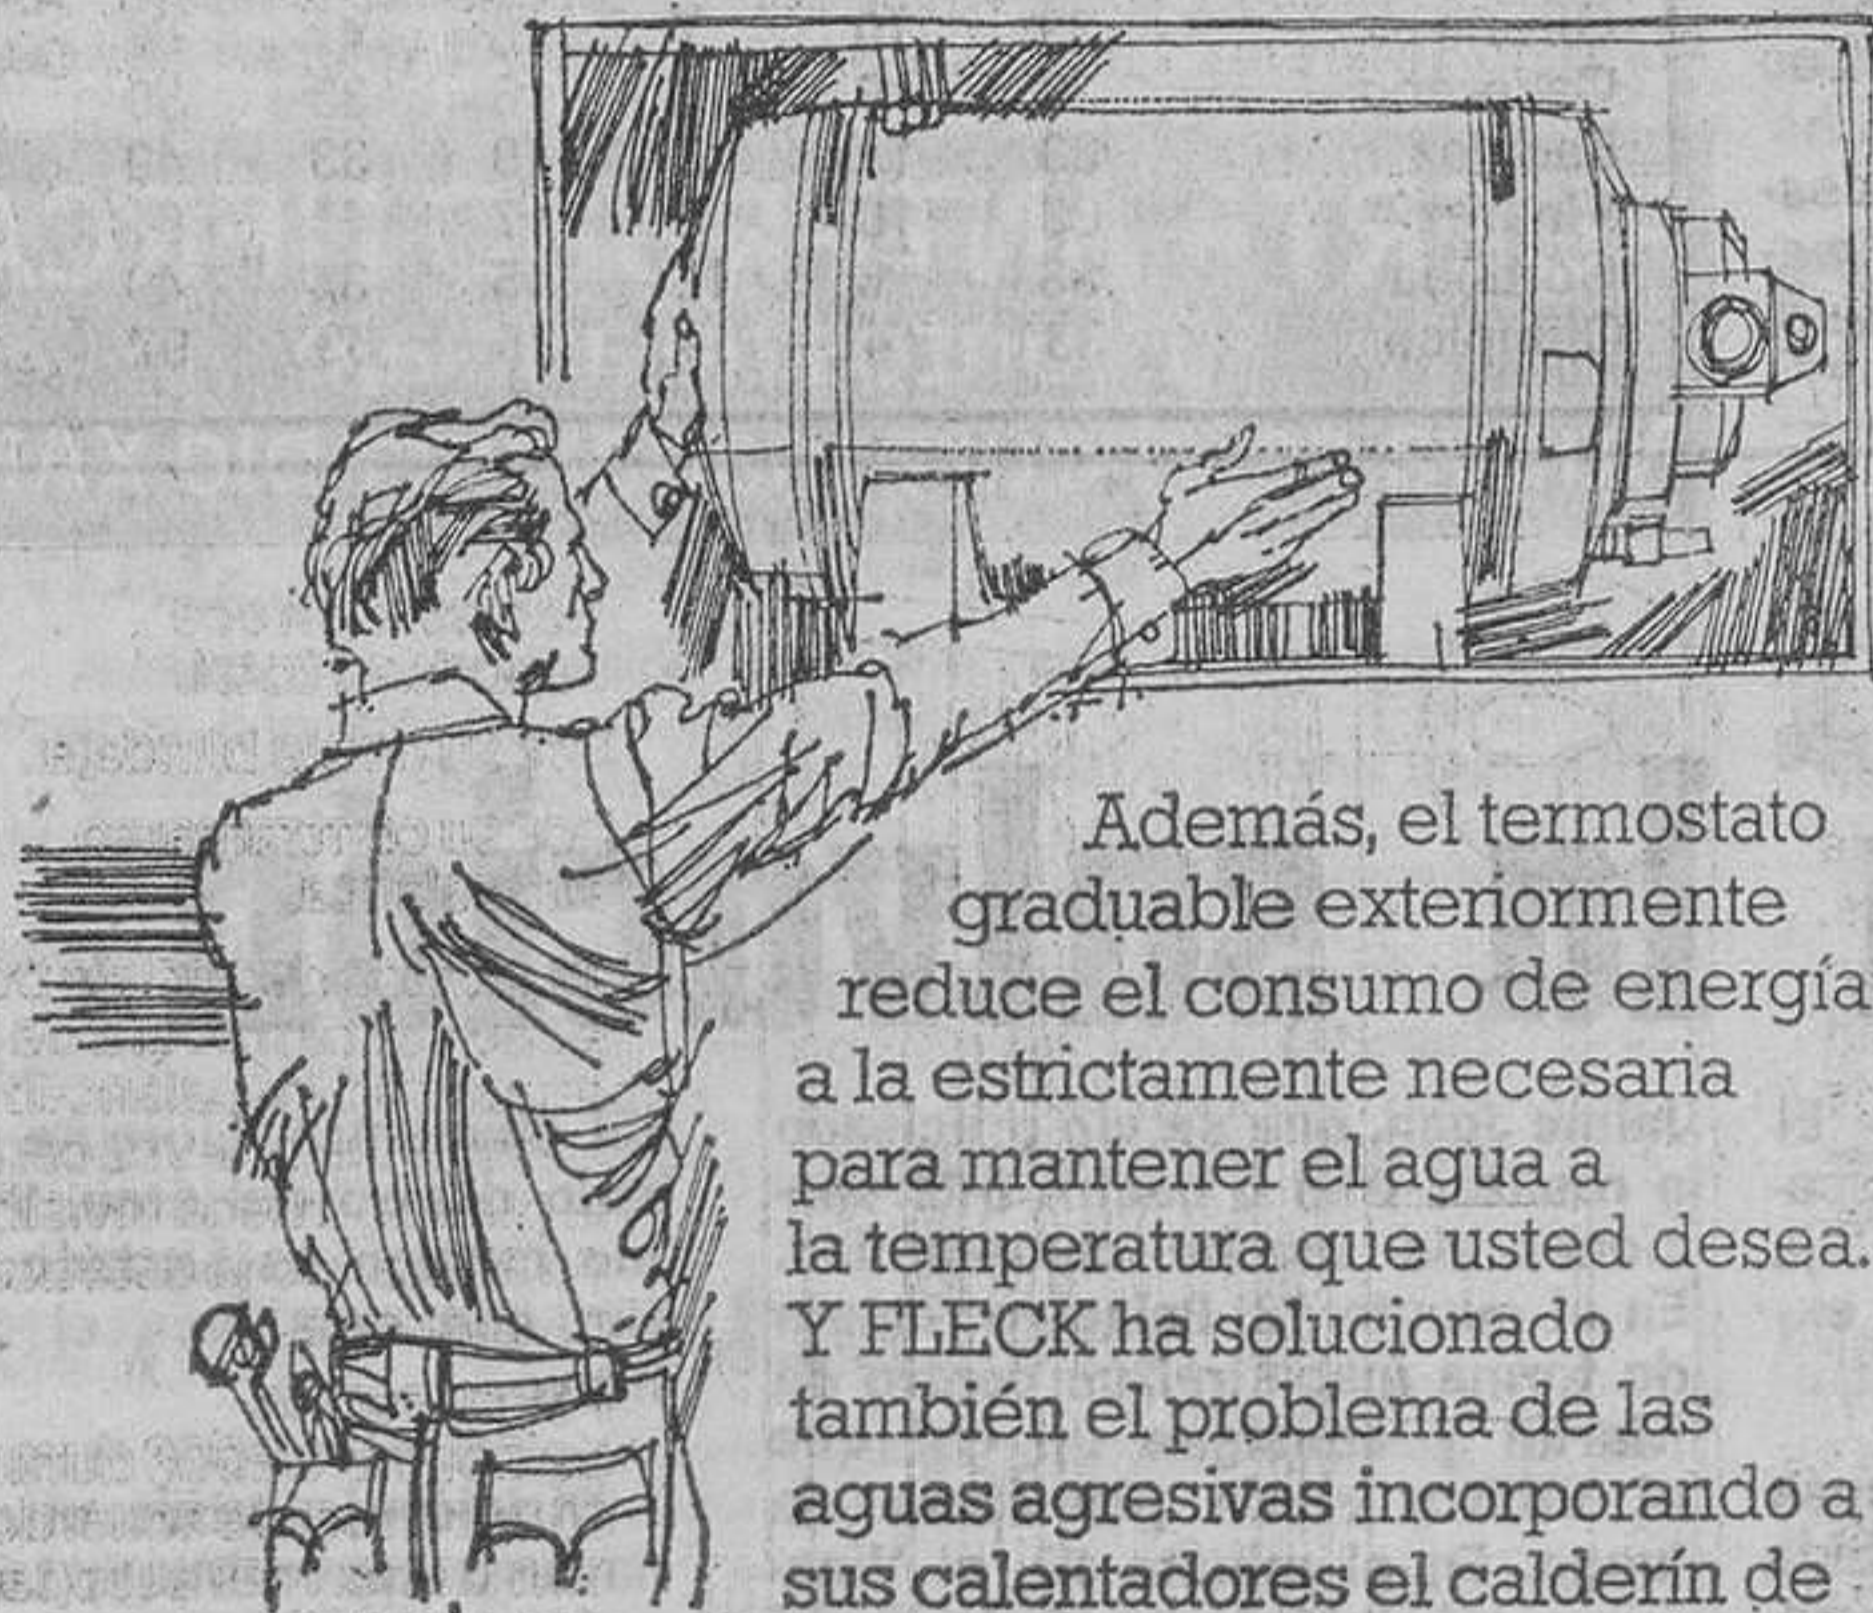 Además, el termostato
graduable exteriormente
reduce el consumo de energía
a la estrictamente necesaria
para mantener el agua a
la temperatura que usted desea.
Y FLECK ha solucionado
también el problema de las
aguas agresivas incorporando a
sus calentadores el calderín de